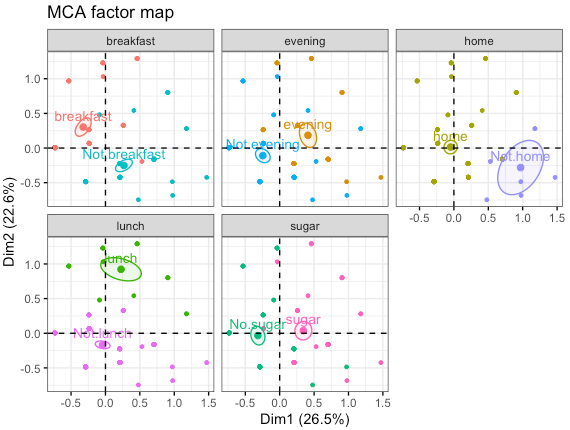 MCA factor map
breakfast
evening
home
breakfast
Not.breakfast
evening
Not.evening
home
Not.home
1.0
0.5
0.0
-0.5
-0.5
0.0
0.5
1.0
1.5
lunch
sugar
lunch
Not.lunch
No.sugar
sugar
1.0
0.5
0.0
-0.5
-0.5
0.0
0.5
1.0
1.5
-0.5
0.0
0.5
1.0
1.5
Dim1 (26.5%)
Dim2 (22.6%)